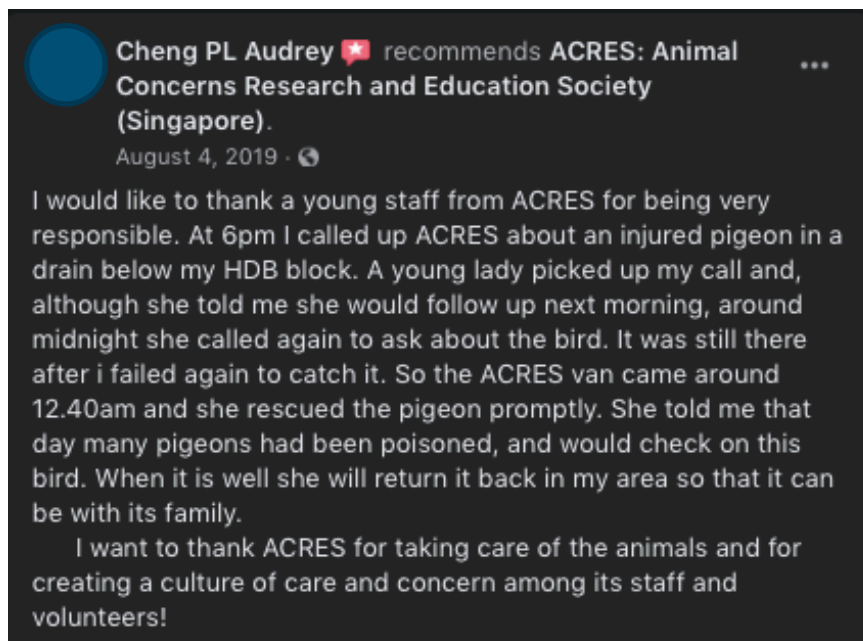 Cheng PL Audrey recommends ACRES: Animal
Concerns Research and Education Society
(Singapore).
August 4, 2019 ·
I would like to thank a young staff from ACRES for being very
responsible. At 6pm I called up ACRES about an injured pigeon in a
drain below my HDB block. A young lady picked up my call and,
although she told me she would follow up next morning, around
midnight she called again to ask about the bird. It was still there
after i failed again to catch it. So the ACRES van came around
12.40am and she rescued the pigeon promptly. She told me that
day many pigeons had been poisoned, and would check on this
bird. When it is well she will return it back in my area so that it can
be with its family.
I want to thank ACRES for taking care of the animals and for
creating a culture of care and concern among its staff and
volunteers!